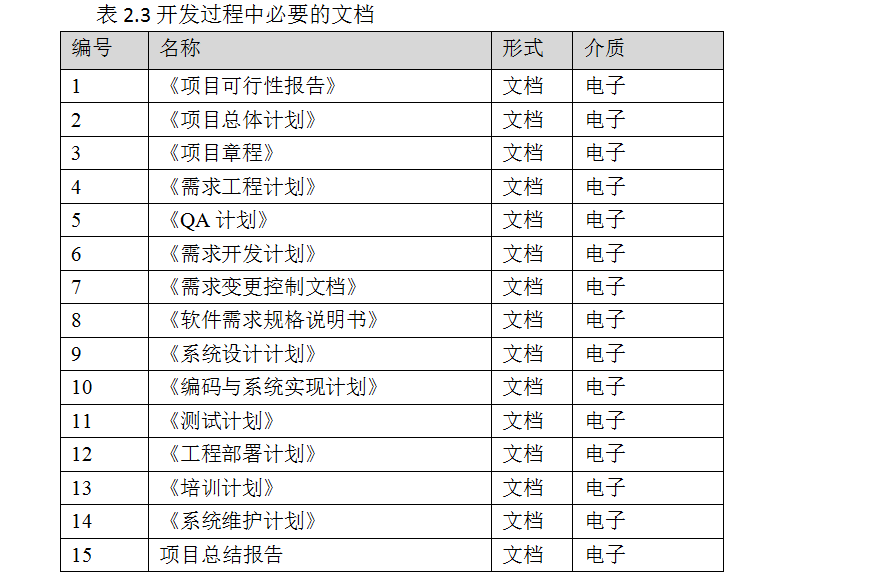 表 2.3 开发过程中必要的文档
编号 名称 形式 介质
1 《项目可行性报告》 文档 电子
2 《项目总体计划》 文档 电子
3 《项目章程》 文档 电子
4 《需求工程计划》 文档 电子
5 《QA 计划》 文档 电子
6 《需求开发计划》 文档 电子
7 《需求变更控制文档》 文档 电子
8 《软件需求规格说明书》 文档 电子
9 《系统设计计划》 文档 电子
10 《编码与系统实现计划》 文档 电子
11 《测试计划》 文档 电子
12 《工程部署计划》 文档 电子
13 《培训计划》 文档 电子
14 《系统维护计划》 文档 电子
15 项目总结报告 文档 电子